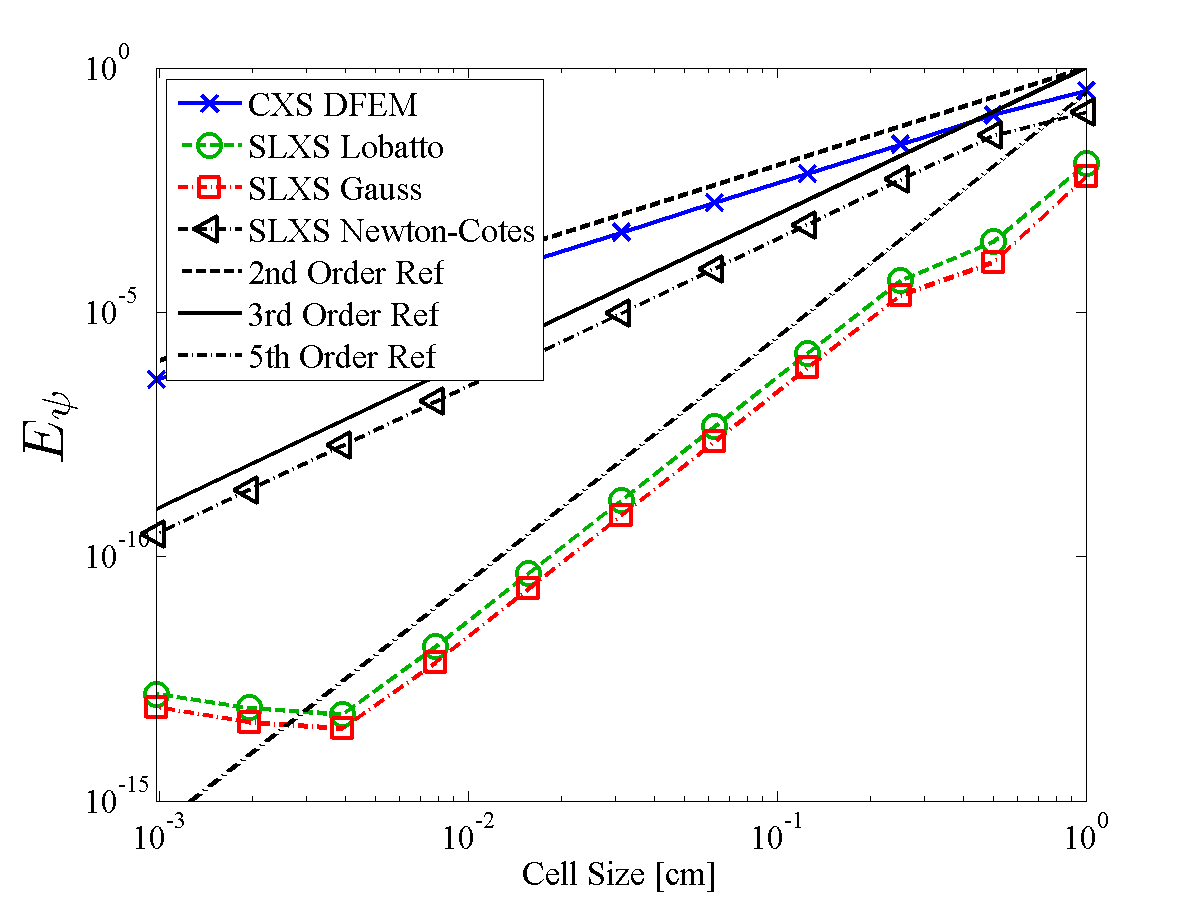 10^0
CXS DFEM
SLXS Lobatto
SLXS Gauss
SLXS Newton-Cotes
2nd Order Ref
3rd Order Ref
5th Order Ref
10^-5
E_ψ
10^-10
10^-15
10^-3 10^-2 10^-1 10^0
Cell Size [cm]